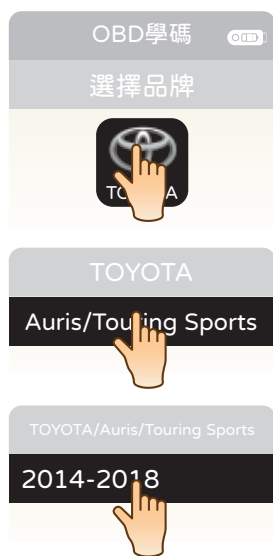 OBD學碼
選擇品牌
TOYOTA
TOYOTA
Auris/Touring Sports
TOYOTA/Auris/Touring Sports
2014-2018